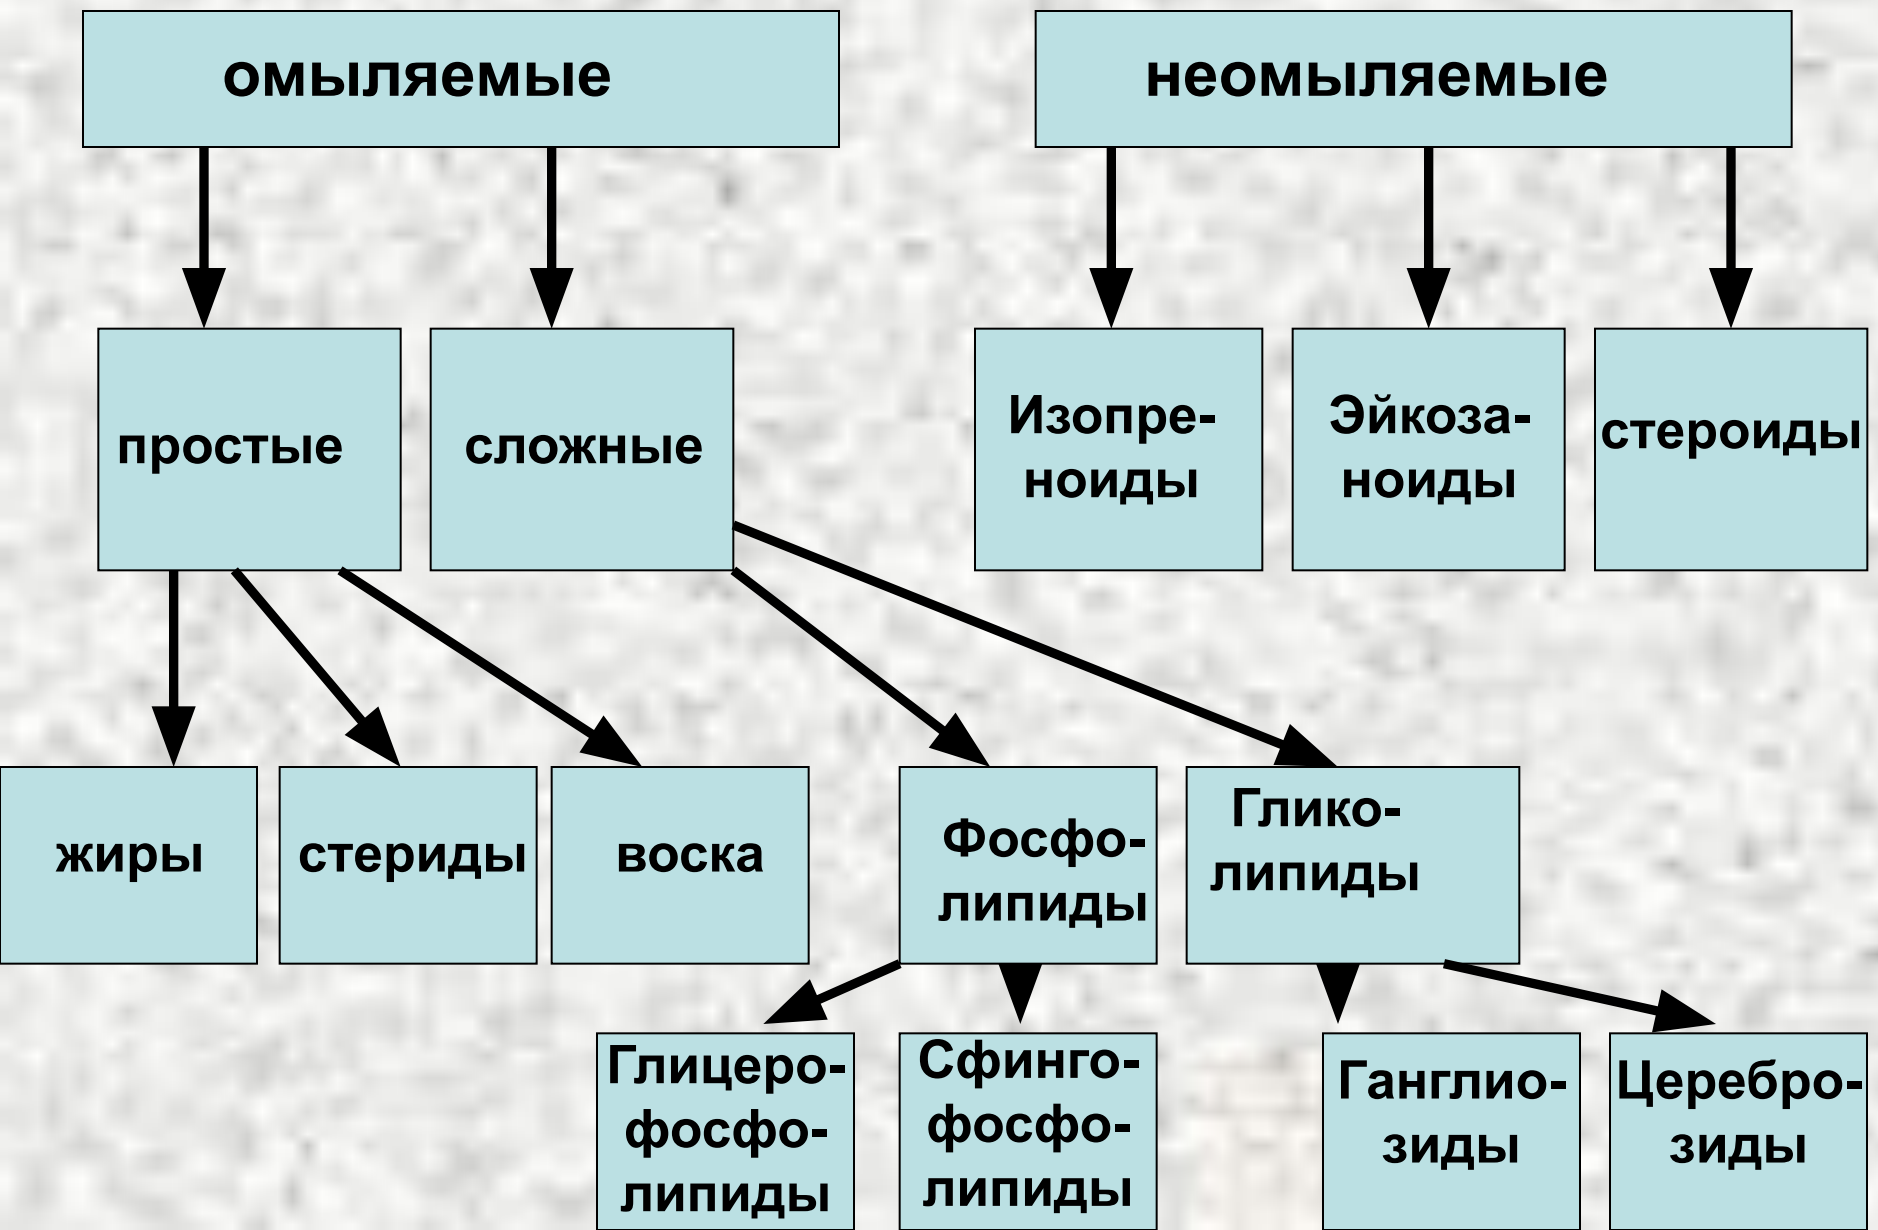 омыляемые
неомыляемые
простые
сложные
Изопре-
ноиды
Эйкоза-
ноиды
стероиды
жиры
стериды
воска
Фосфо-
липиды
Глико-
липиды
Глицеро-
фосфо-
липиды
Сфинго-
фосфо-
липиды
Ганглио-
зиды
Церебро-
зиды